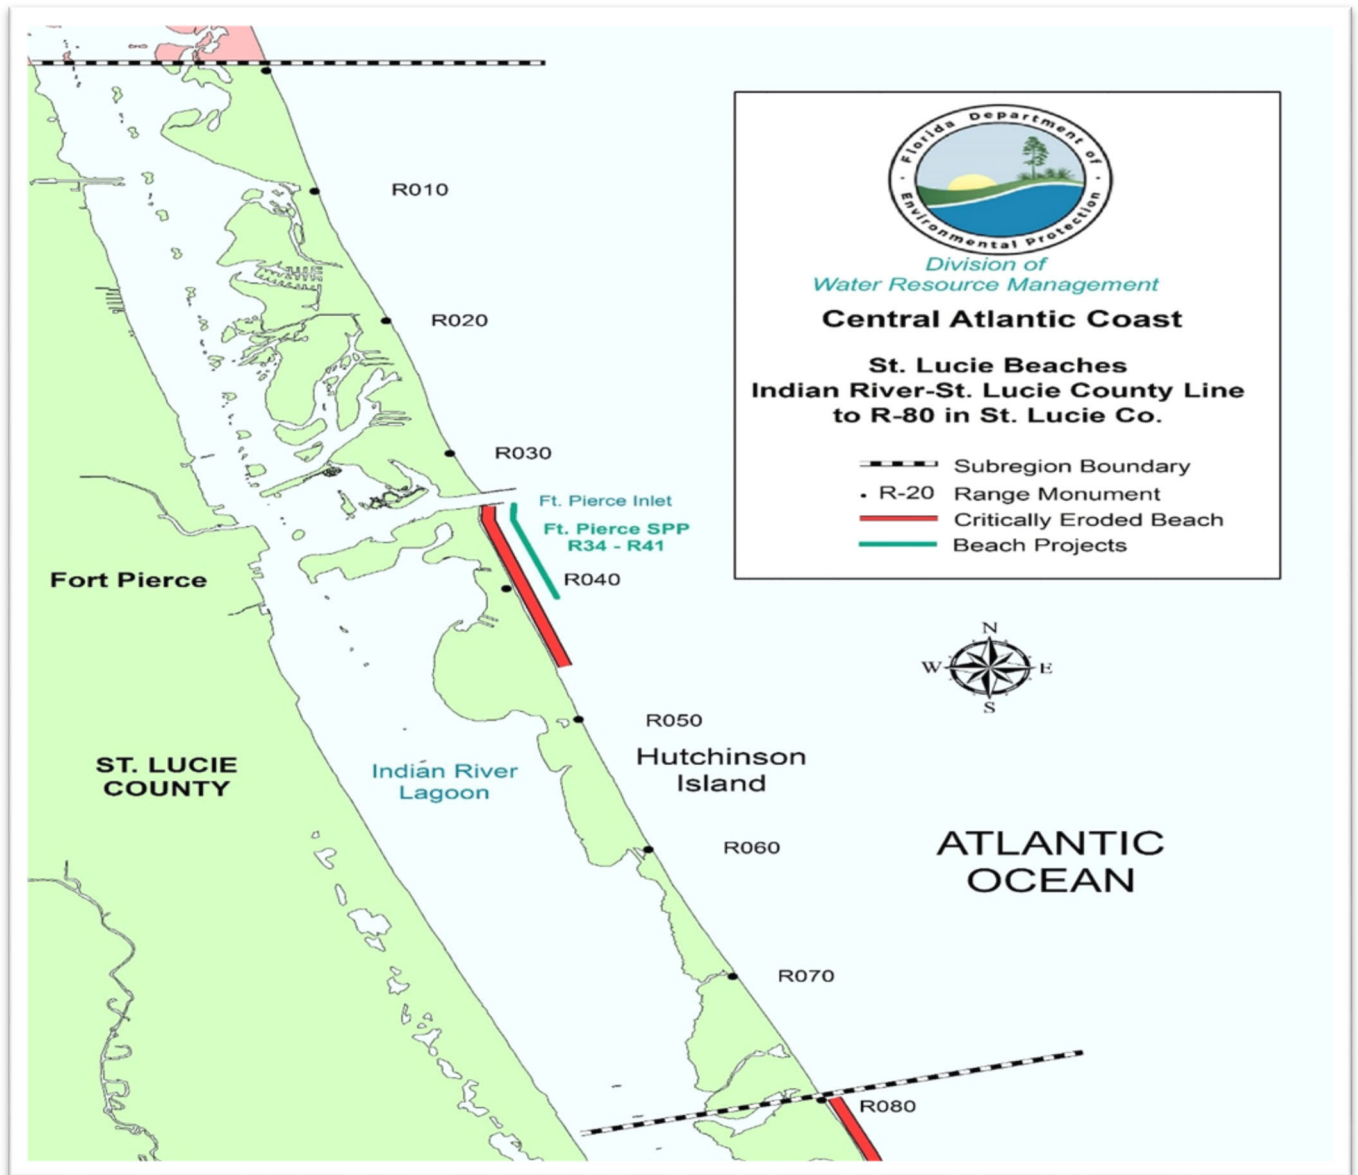 Florida Department of
Environmental Protection
Division of
Water Resource Management
Central Atlantic Coast
St. Lucie Beaches
Indian River-St. Lucie County Line
to R-80 in St. Lucie Co.
Subregion Boundary
R-20 Range Monument
Critically Eroded Beach
Beach Projects
R010
R020
R030
Ft. Pierce Inlet
Ft. Pierce SPP
R34 - R41
R040
Fort Pierce
N
W E
S
R050
Hutchinson
Island
ST. LUCIE
COUNTY
Indian River
Lagoon
R060
ATLANTIC
OCEAN
R070
R080